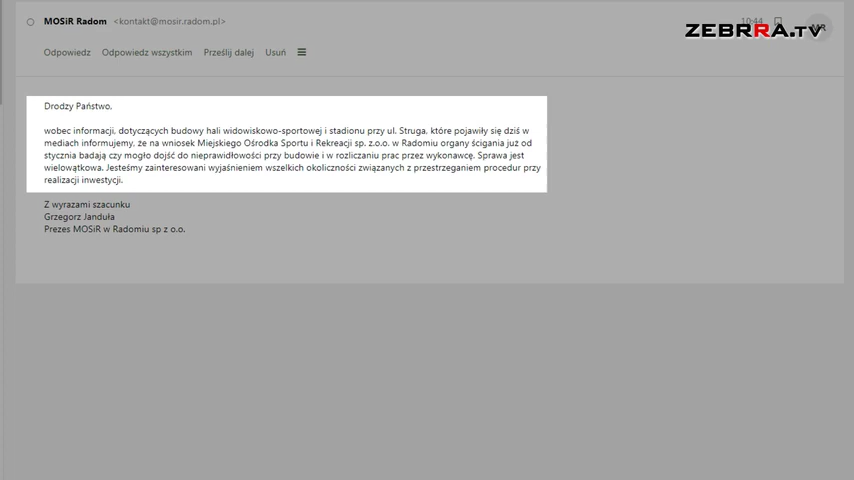 MOSiR Radom <kontakt@mosir.radom.pl> 10:44
ZEBRRA.TV
Odpowiedz Odpowiedz wszystkim Prześlij dalej Usuń
Drodzy Państwo,
wobec informacji, dotyczących budowy hali widowiskowo-sportowej i stadionu przy ul. Struga, które pojawiły się dziś w
mediach informujemy, że na wniosek Miejskiego Ośrodka Sportu i Rekreacji sp. z.o.o. w Radomiu organy ścigania już od
stycznia badają czy mogło dojść do nieprawidłowości przy budowie i w rozliczaniu prac przez wykonawcę. Sprawa jest
wielowątkowa. Jesteśmy zainteresowani wyjaśnieniem wszelkich okoliczności związanych z przestrzeganiem procedur przy
realizacji inwestycji.
Z wyrazami szacunku
Grzegorz Janduła
Prezes MOSiR w Radomiu sp z o.o.